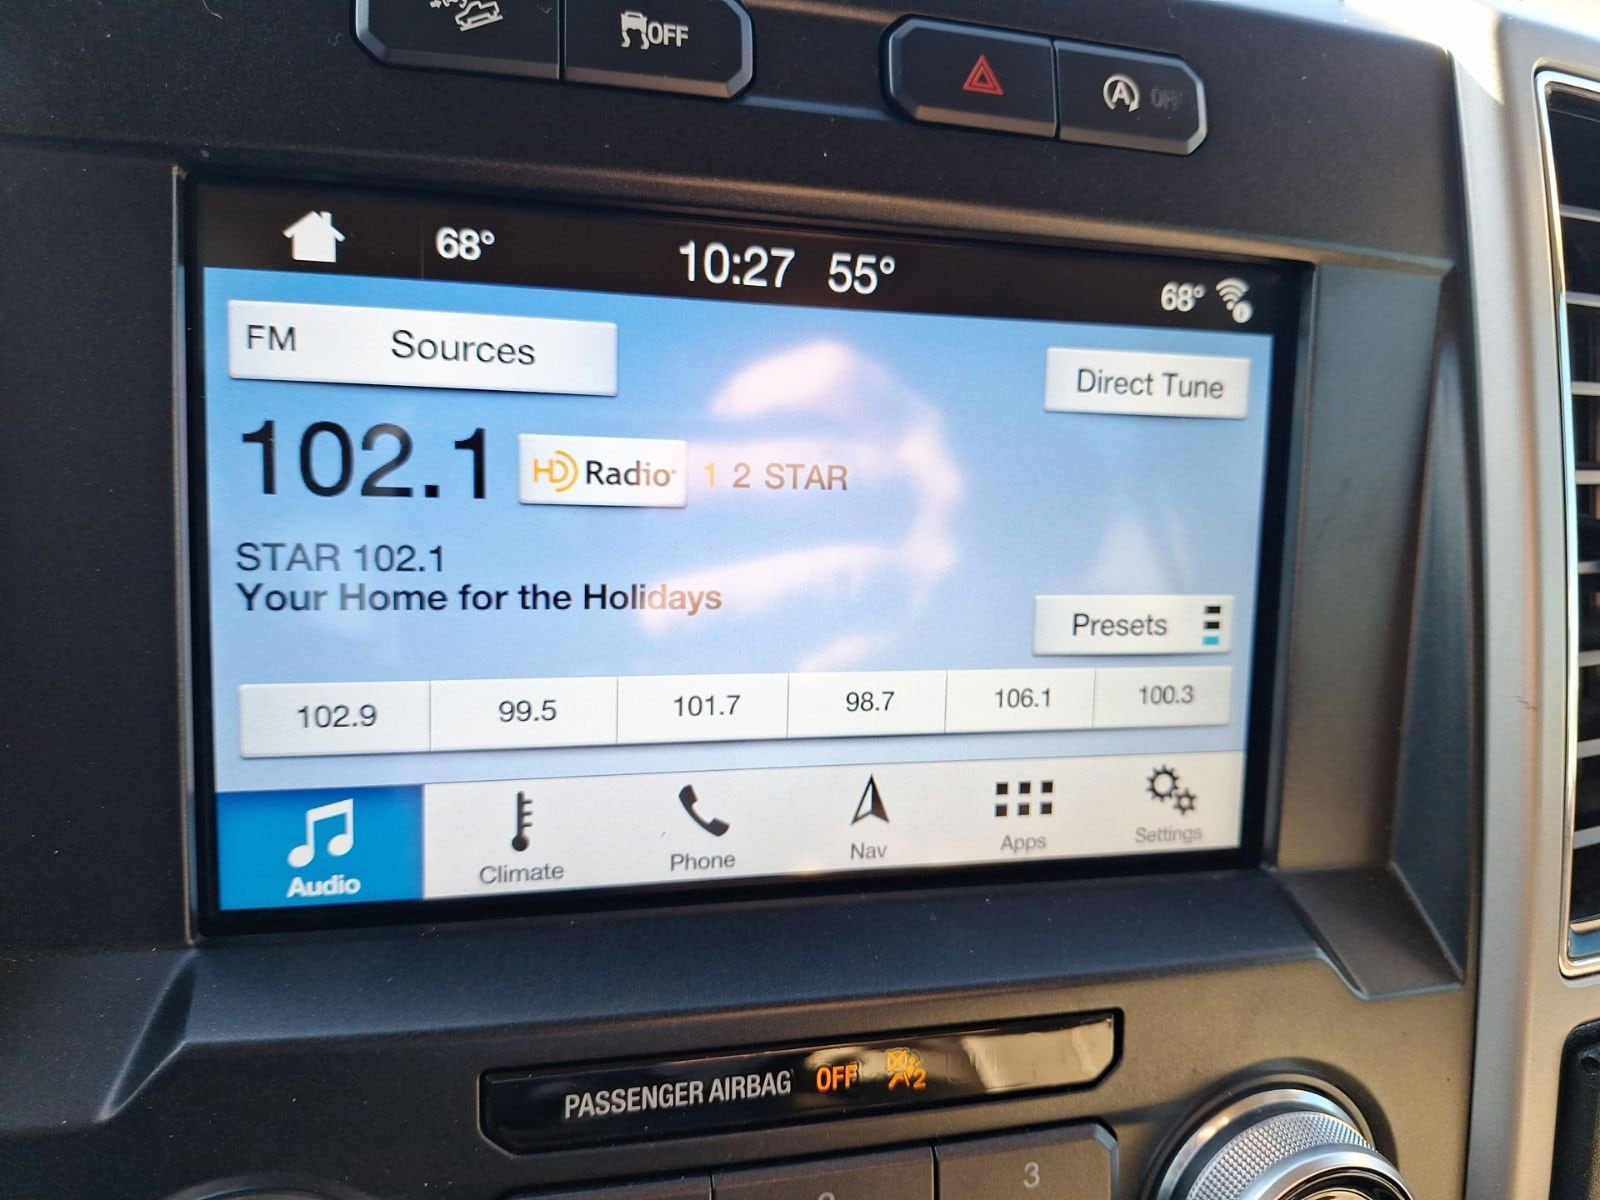 OFF
A OFF
68° 10:27 55° 68°
FM Sources
Direct Tune
102.1 HD Radio 1 2 STAR
STAR 102.1
Your Home for the Holidays
Presets
102.9 99.5 101.7 98.7 106.1 100.3
Audio Climate Phone Nav Apps Settings
PASSENGER AIRBAG OFF 2
3